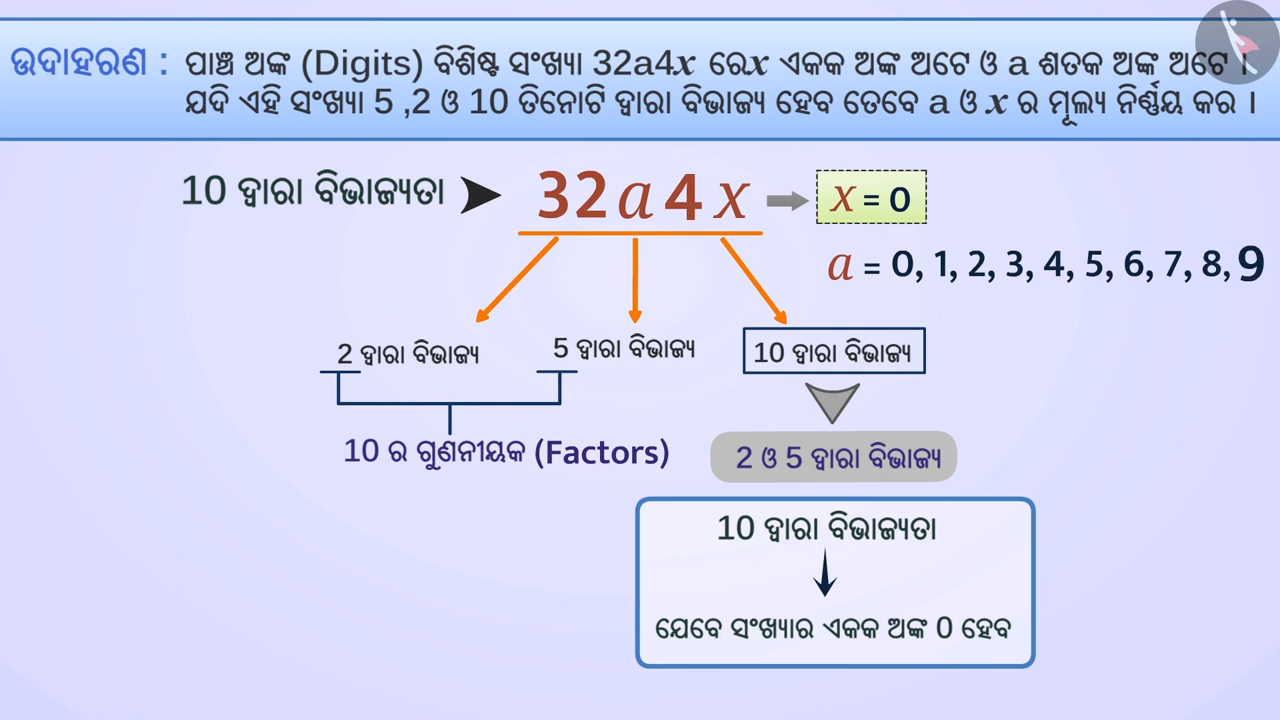 ଉଦାହରଣ : ପାଞ୍ଚ ଅଙ୍କ (Digits) ବିଶିଷ୍ଟ ସଂଖ୍ୟା 32a4x ରେx ଏକକ ଅଙ୍କ ଅଟେ ଓ a ଶତକ ଅଙ୍କ ଅଟେ ।
ଯଦି ଏହି ସଂଖ୍ୟା 5 ,2 ଓ 10 ତିନୋଟି ଦ୍ୱାରା ବିଭାଜ୍ୟ ହେବ ତେବେ a ଓ x ର ମୂଲ୍ୟ ନିର୍ଣ୍ଣୟ କର ।
10 ଦ୍ୱାରା ବିଭାଜ୍ୟତା ➤ 32a4x → x = 0
a = 0, 1, 2, 3, 4, 5, 6, 7, 8, 9
2 ଦ୍ୱାରା ବିଭାଜ୍ୟ 5 ଦ୍ୱାରା ବିଭାଜ୍ୟ 10 ଦ୍ୱାରା ବିଭାଜ୍ୟ
10 ର ଗୁଣନୀୟକ (Factors) 2 ଓ 5 ଦ୍ୱାରା ବିଭାଜ୍ୟ
10 ଦ୍ୱାରା ବିଭାଜ୍ୟତା
ଯେବେ ସଂଖ୍ୟାର ଏକକ ଅଙ୍କ 0 ହେବ